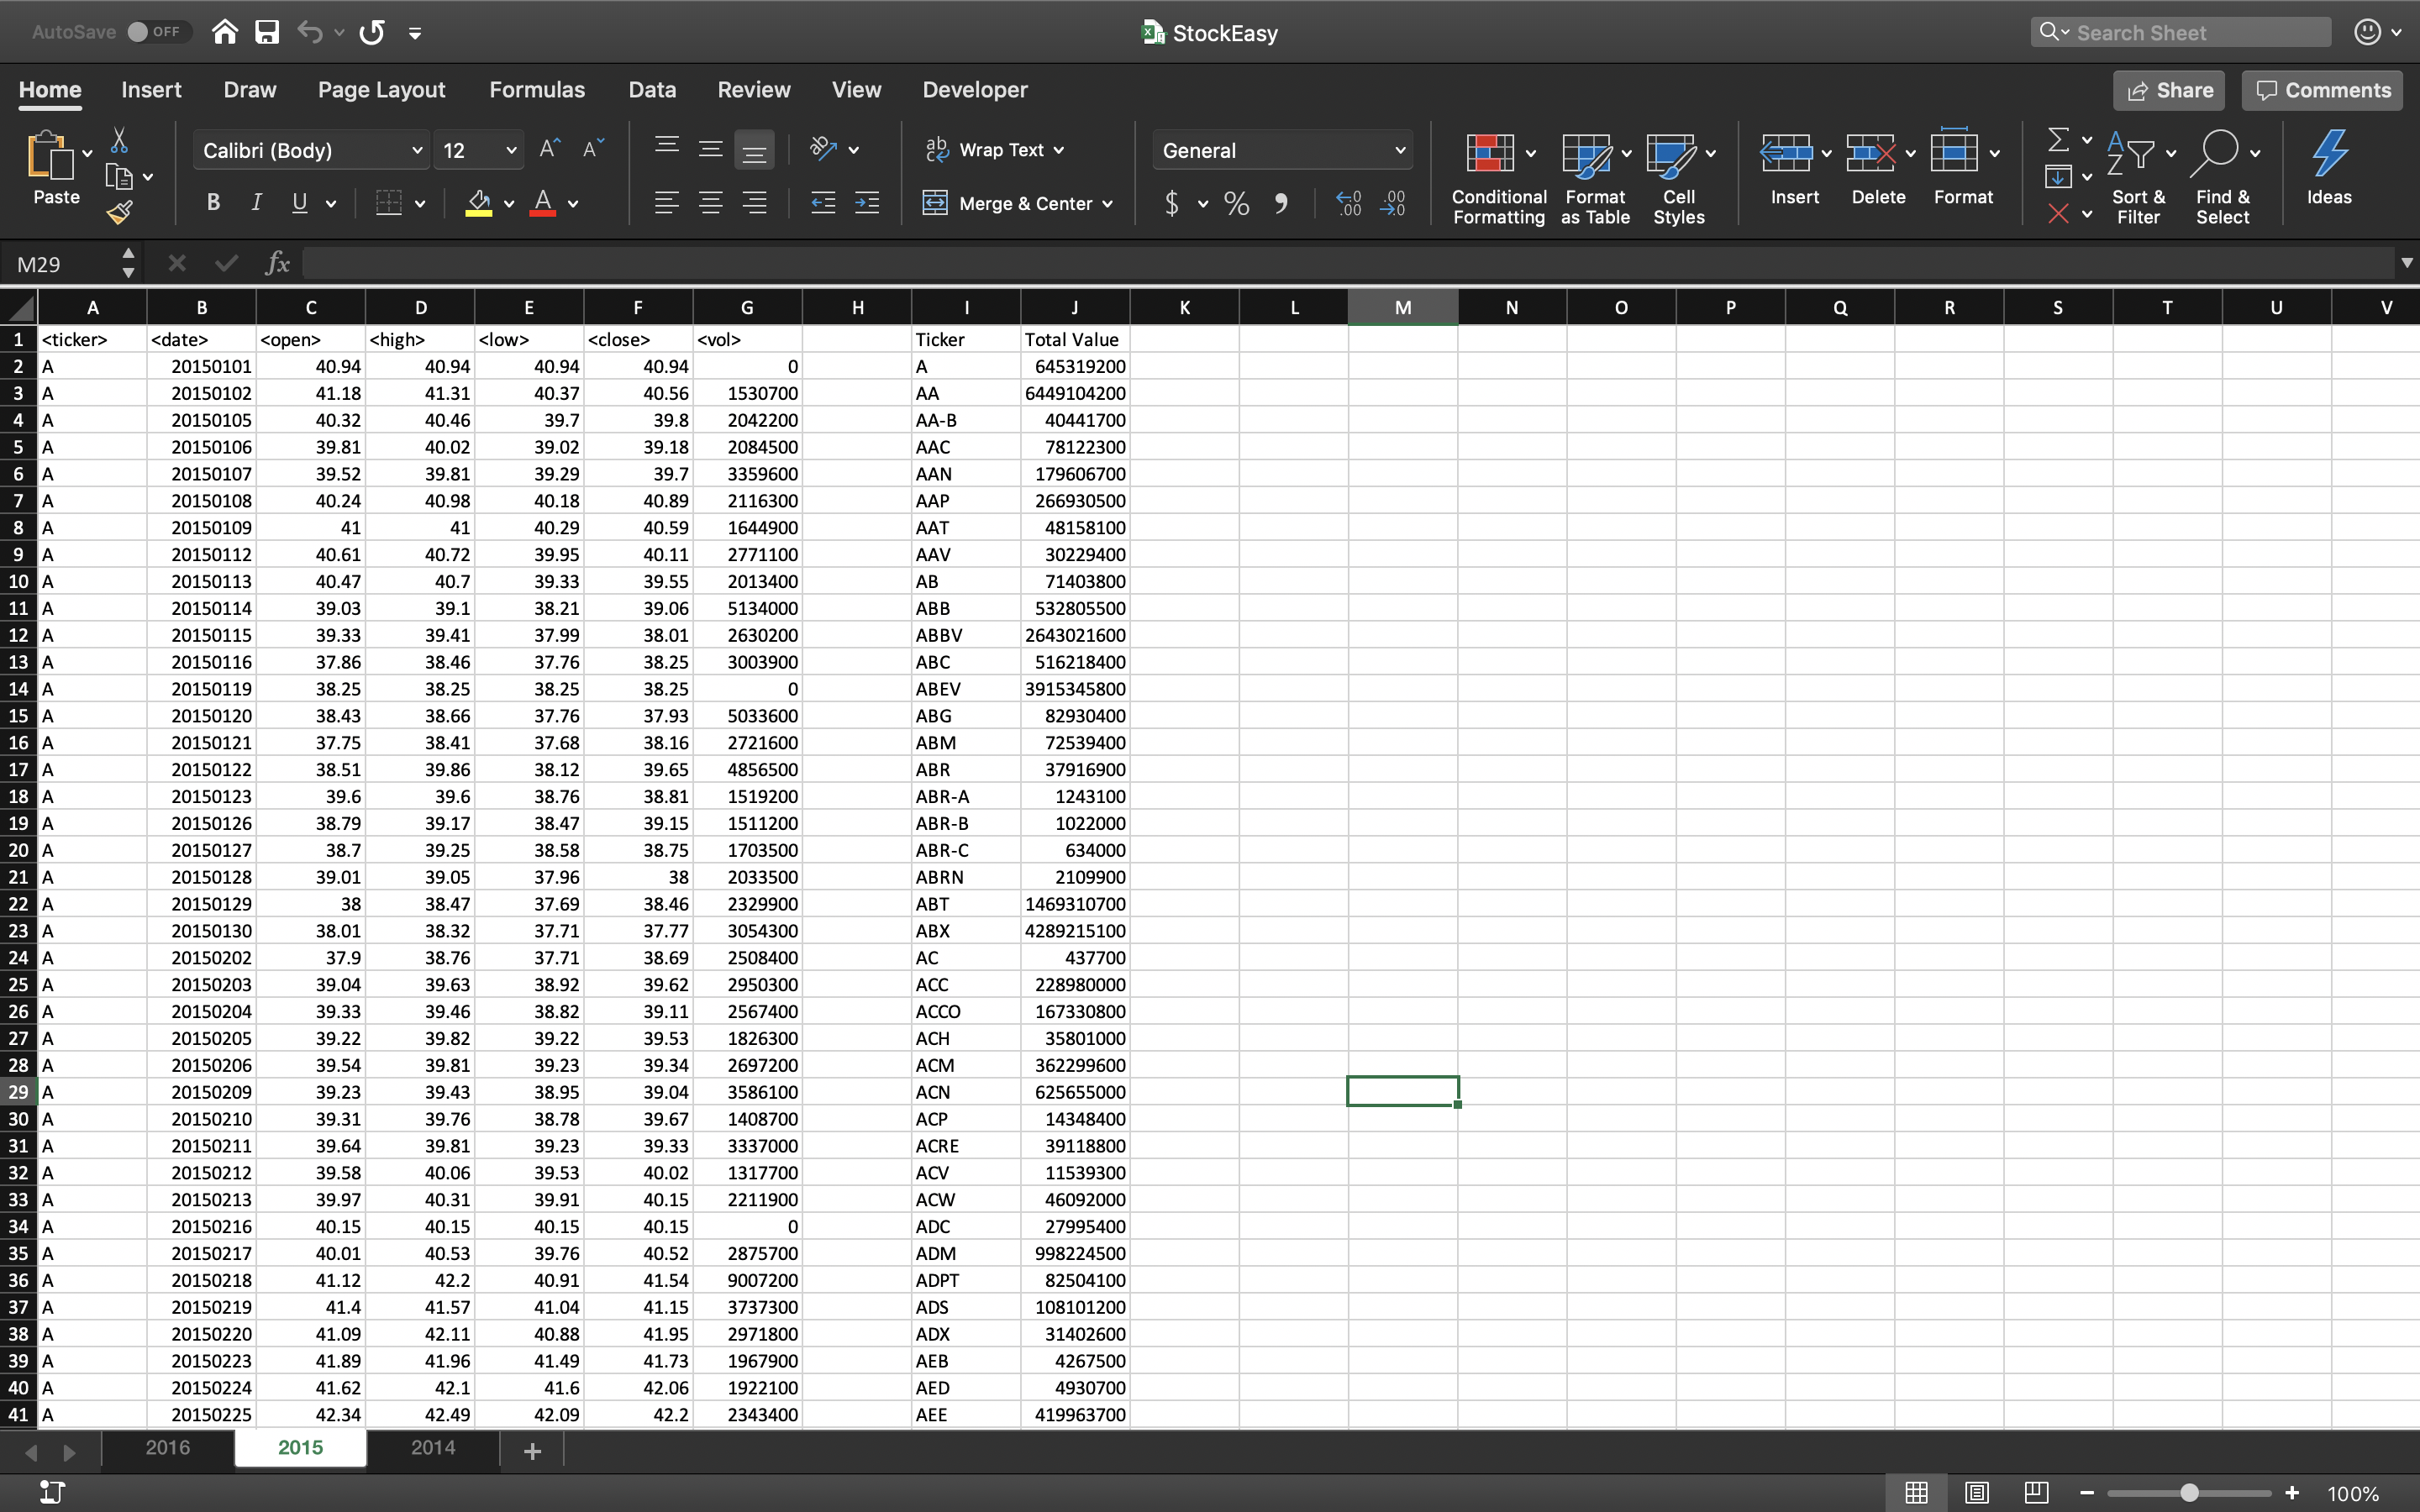 AutoSave OFF StockEasy Search Sheet
Home Insert Draw Page Layout Formulas Data Review View Developer Share Comments
Paste Calibri (Body) 12 Wrap Text General Conditional Formatting Format as Table Cell Styles Insert Delete Format Sort & Filter Find & Select Ideas
B I U Merge & Center $ %
M29 fx
A B C D E F G H I J K L M N O P Q R S T U V
1 <ticker> <date> <open> <high> <low> <close> <vol> Ticker Total Value
2 A 20150101 40.94 40.94 40.94 40.94 0 A 645319200
3 A 20150102 41.18 41.31 40.37 40.56 1530700 AA 6449104200
4 A 20150105 40.32 40.46 39.7 39.8 2042200 AA-B 40441700
5 A 20150106 39.81 40.02 39.02 39.18 2084500 AAC 78122300
6 A 20150107 39.52 39.81 39.29 39.7 3359600 AAN 179606700
7 A 20150108 40.24 40.98 40.18 40.89 2116300 AAP 266930500
8 A 20150109 41 41 40.29 40.59 1644900 AAT 48158100
9 A 20150112 40.61 40.72 39.95 40.11 2771100 AAV 30229400
10 A 20150113 40.47 40.7 39.33 39.55 2013400 AB 71403800
11 A 20150114 39.03 39.1 38.21 39.06 5134000 ABB 532805500
12 A 20150115 39.33 39.41 37.99 38.01 2630200 ABBV 2643021600
13 A 20150116 37.86 38.46 37.76 38.25 3003900 ABC 516218400
14 A 20150119 38.25 38.25 38.25 38.25 0 ABEV 3915345800
15 A 20150120 38.43 38.66 37.76 37.93 5033600 ABG 82930400
16 A 20150121 37.75 38.41 37.68 38.16 2721600 ABM 72539400
17 A 20150122 38.51 39.86 38.12 39.65 4856500 ABR 37916900
18 A 20150123 39.6 39.6 38.76 38.81 1519200 ABR-A 1243100
19 A 20150126 38.79 39.17 38.47 39.15 1511200 ABR-B 1022000
20 A 20150127 38.7 39.25 38.58 38.75 1703500 ABR-C 634000
21 A 20150128 39.01 39.05 37.96 38 2033500 ABRN 2109900
22 A 20150129 38 38.47 37.69 38.46 2329900 ABT 1469310700
23 A 20150130 38.01 38.32 37.71 37.77 3054300 ABX 4289215100
24 A 20150202 37.9 38.76 37.71 38.69 2508400 AC 437700
25 A 20150203 39.04 39.63 38.92 39.62 2950300 ACC 228980000
26 A 20150204 39.33 39.46 38.82 39.11 2567400 ACCO 167330800
27 A 20150205 39.22 39.82 39.22 39.53 1826300 ACH 35801000
28 A 20150206 39.54 39.81 39.23 39.34 2697200 ACM 362299600
29 A 20150209 39.23 39.43 38.95 39.04 3586100 ACN 625655000
30 A 20150210 39.31 39.76 38.78 39.67 1408700 ACP 14348400
31 A 20150211 39.64 39.81 39.23 39.33 3337000 ACRE 39118800
32 A 20150212 39.58 40.06 39.53 40.02 1317700 ACV 11539300
33 A 20150213 39.97 40.31 39.91 40.15 2211900 ACW 46092000
34 A 20150216 40.15 40.15 40.15 40.15 0 ADC 27995400
35 A 20150217 40.01 40.53 39.76 40.52 2875700 ADM 998224500
36 A 20150218 41.12 42.2 40.91 41.54 9007200 ADPT 82504100
37 A 20150219 41.4 41.57 41.04 41.15 3737300 ADS 108101200
38 A 20150220 41.09 42.11 40.88 41.95 2971800 ADX 31402600
39 A 20150223 41.89 41.96 41.49 41.73 1967900 AEB 4267500
40 A 20150224 41.62 42.1 41.6 42.06 1922100 AED 4930700
41 A 20150225 42.34 42.49 42.09 42.2 2343400 AEE 419963700
2016 2015 2014 +
100%